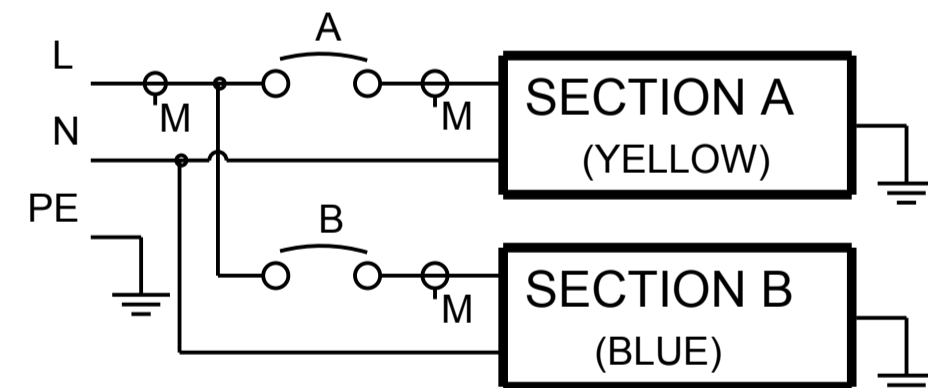 A
L
M
M
SECTION A
(YELLOW)
N
PE
B
M
SECTION B
(BLUE)